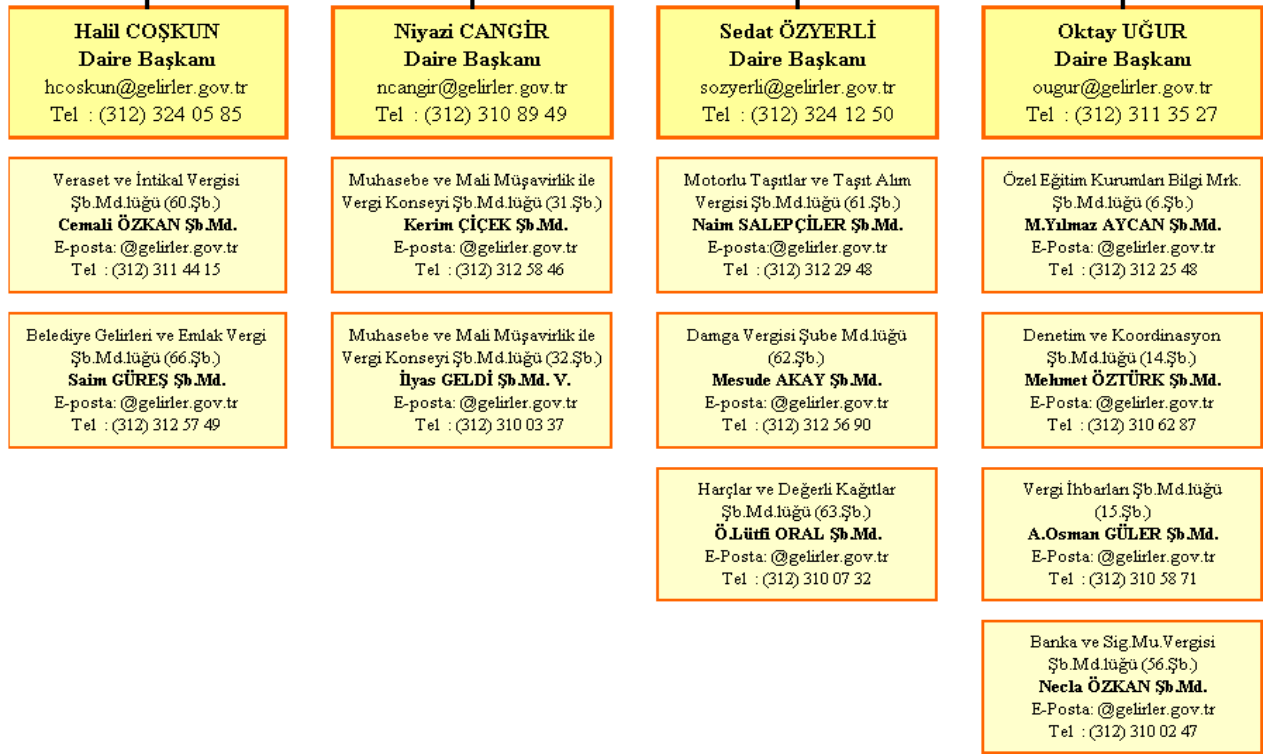 Halil COŞKUN
Daire Başkanı
hcoskun@gelirler.gov.tr
Tel : (312) 324 05 85
Veraset ve İntikal Vergisi
Şb.Md.lüğü (60.Şb.)
Cemali ÖZKAN Şb.Md.
E-posta: @gelirler.gov.tr
Tel : (312) 311 44 15
Belediye Gelirleri ve Emlak Vergi
Şb.Md.lüğü (66.Şb.)
Saim GÜREŞ Şb.Md.
E-posta: @gelirler.gov.tr
Tel : (312) 312 57 49
Niyazi CANGİR
Daire Başkanı
ncangir@gelirler.gov.tr
Tel : (312) 310 89 49
Muhasebe ve Mali Müşavirlik ile
Vergi Konseyi Şb.Md.lüğü (31.Şb.)
Kerim ÇİÇEK Şb.Md.
E-posta: @gelirler.gov.tr
Tel : (312) 312 58 46
Muhasebe ve Mali Müşavirlik ile
Vergi Konseyi Şb.Md.lüğü (32.Şb.)
İlyas GELDİ Şb.Md. V.
E-posta: @gelirler.gov.tr
Tel : (312) 310 03 37
Sedat ÖZYERLİ
Daire Başkanı
sozyerli@gelirler.gov.tr
Tel : (312) 324 12 50
Motorlu Taşıtlar ve Taşıt Alım
Vergisi Şb.Md.lüğü (61.Şb.)
Naim SALEPÇİLER Şb.Md.
E-posta:@gelirler.gov.tr
Tel : (312) 312 29 48
Damga Vergisi Şube Md.lüğü
(62.Şb.)
Mesude AKAY Şb.Md.
E-posta: @gelirler.gov.tr
Tel : (312) 312 56 90
Harçlar ve Değerli Kağıtlar
Şb.Md.lüğü (63.Şb.)
Ö.Lütfi ORAL Şb.Md.
E-Posta: @gelirler.gov.tr
Tel : (312) 310 07 32
Oktay UĞUR
Daire Başkanı
ougur@gelirler.gov.tr
Tel : (312) 311 35 27
Özel Eğitim Kurumları Bilgi Mrk.
Şb.Md.lüğü (6.Şb.)
M.Yılmaz AYCAN Şb.Md.
E-Posta: @gelirler.gov.tr
Tel : (312) 312 25 48
Denetim ve Koordinasyon
Şb.Md.lüğü (14.Şb.)
Mehmet ÖZTÜRK Şb.Md.
E-Posta: @gelirler.gov.tr
Tel : (312) 310 62 87
Vergi İhbarları Şb.Md.lüğü
(15.Şb.)
A.Osman GÜLER Şb.Md.
E-Posta: @gelirler.gov.tr
Tel : (312) 310 58 71
Banka ve Sig.Mu.Vergisi
Şb.Md.lüğü (56.Şb.)
Necla ÖZKAN Şb.Md.
E-Posta: @gelirler.gov.tr
Tel : (312) 310 02 47